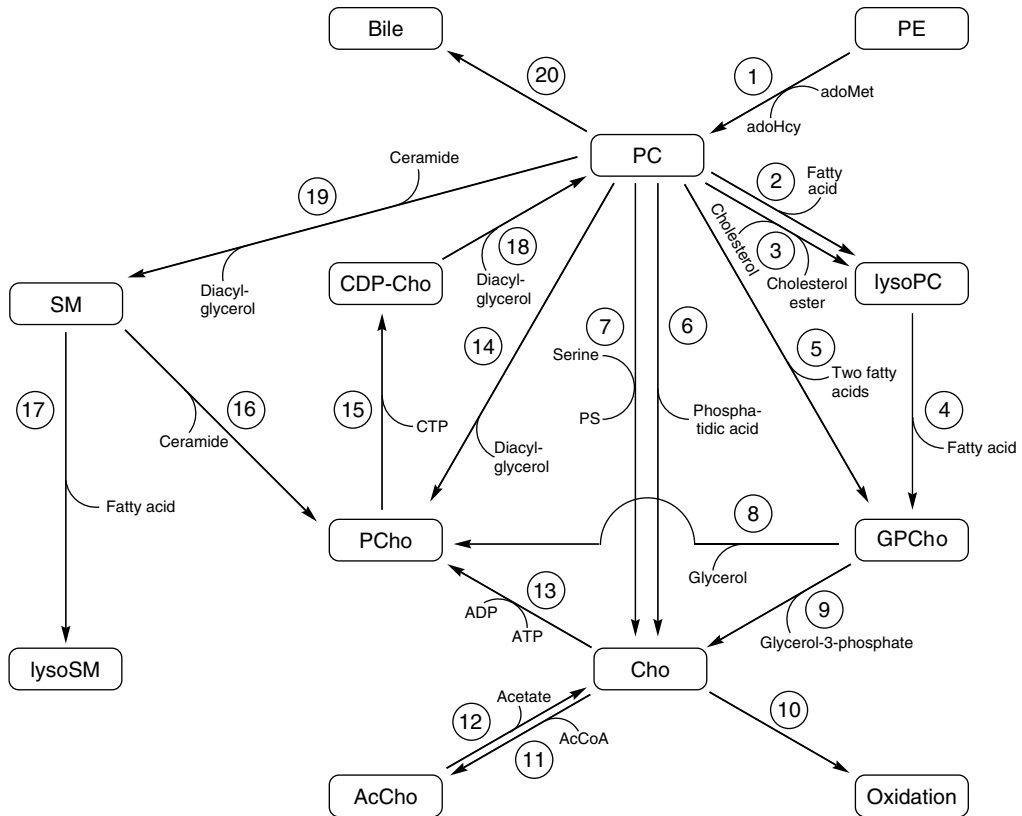 Bile
PE
20
1
adoMet
adoHcy
PC
Ceramide
2
Fatty
acid
19
Cholesterol
3
18
Cholesterol
ester
Diacyl-
glycerol
CDP-Cho
Diacyl-
glycerol
lysoPC
SM
7
6
14
5
Serine
Two fatty
acids
17
16
15
4
PS
Phospha-
tidic acid
CTP
Ceramide
Diacyl-
glycerol
Fatty acid
Fatty acid
8
PCho
GPCho
Glycerol
13
ADP
ATP
9
Glycerol-3-phosphate
lysoSM
Cho
Acetate
12
10
AcCoA
11
AcCho
Oxidation